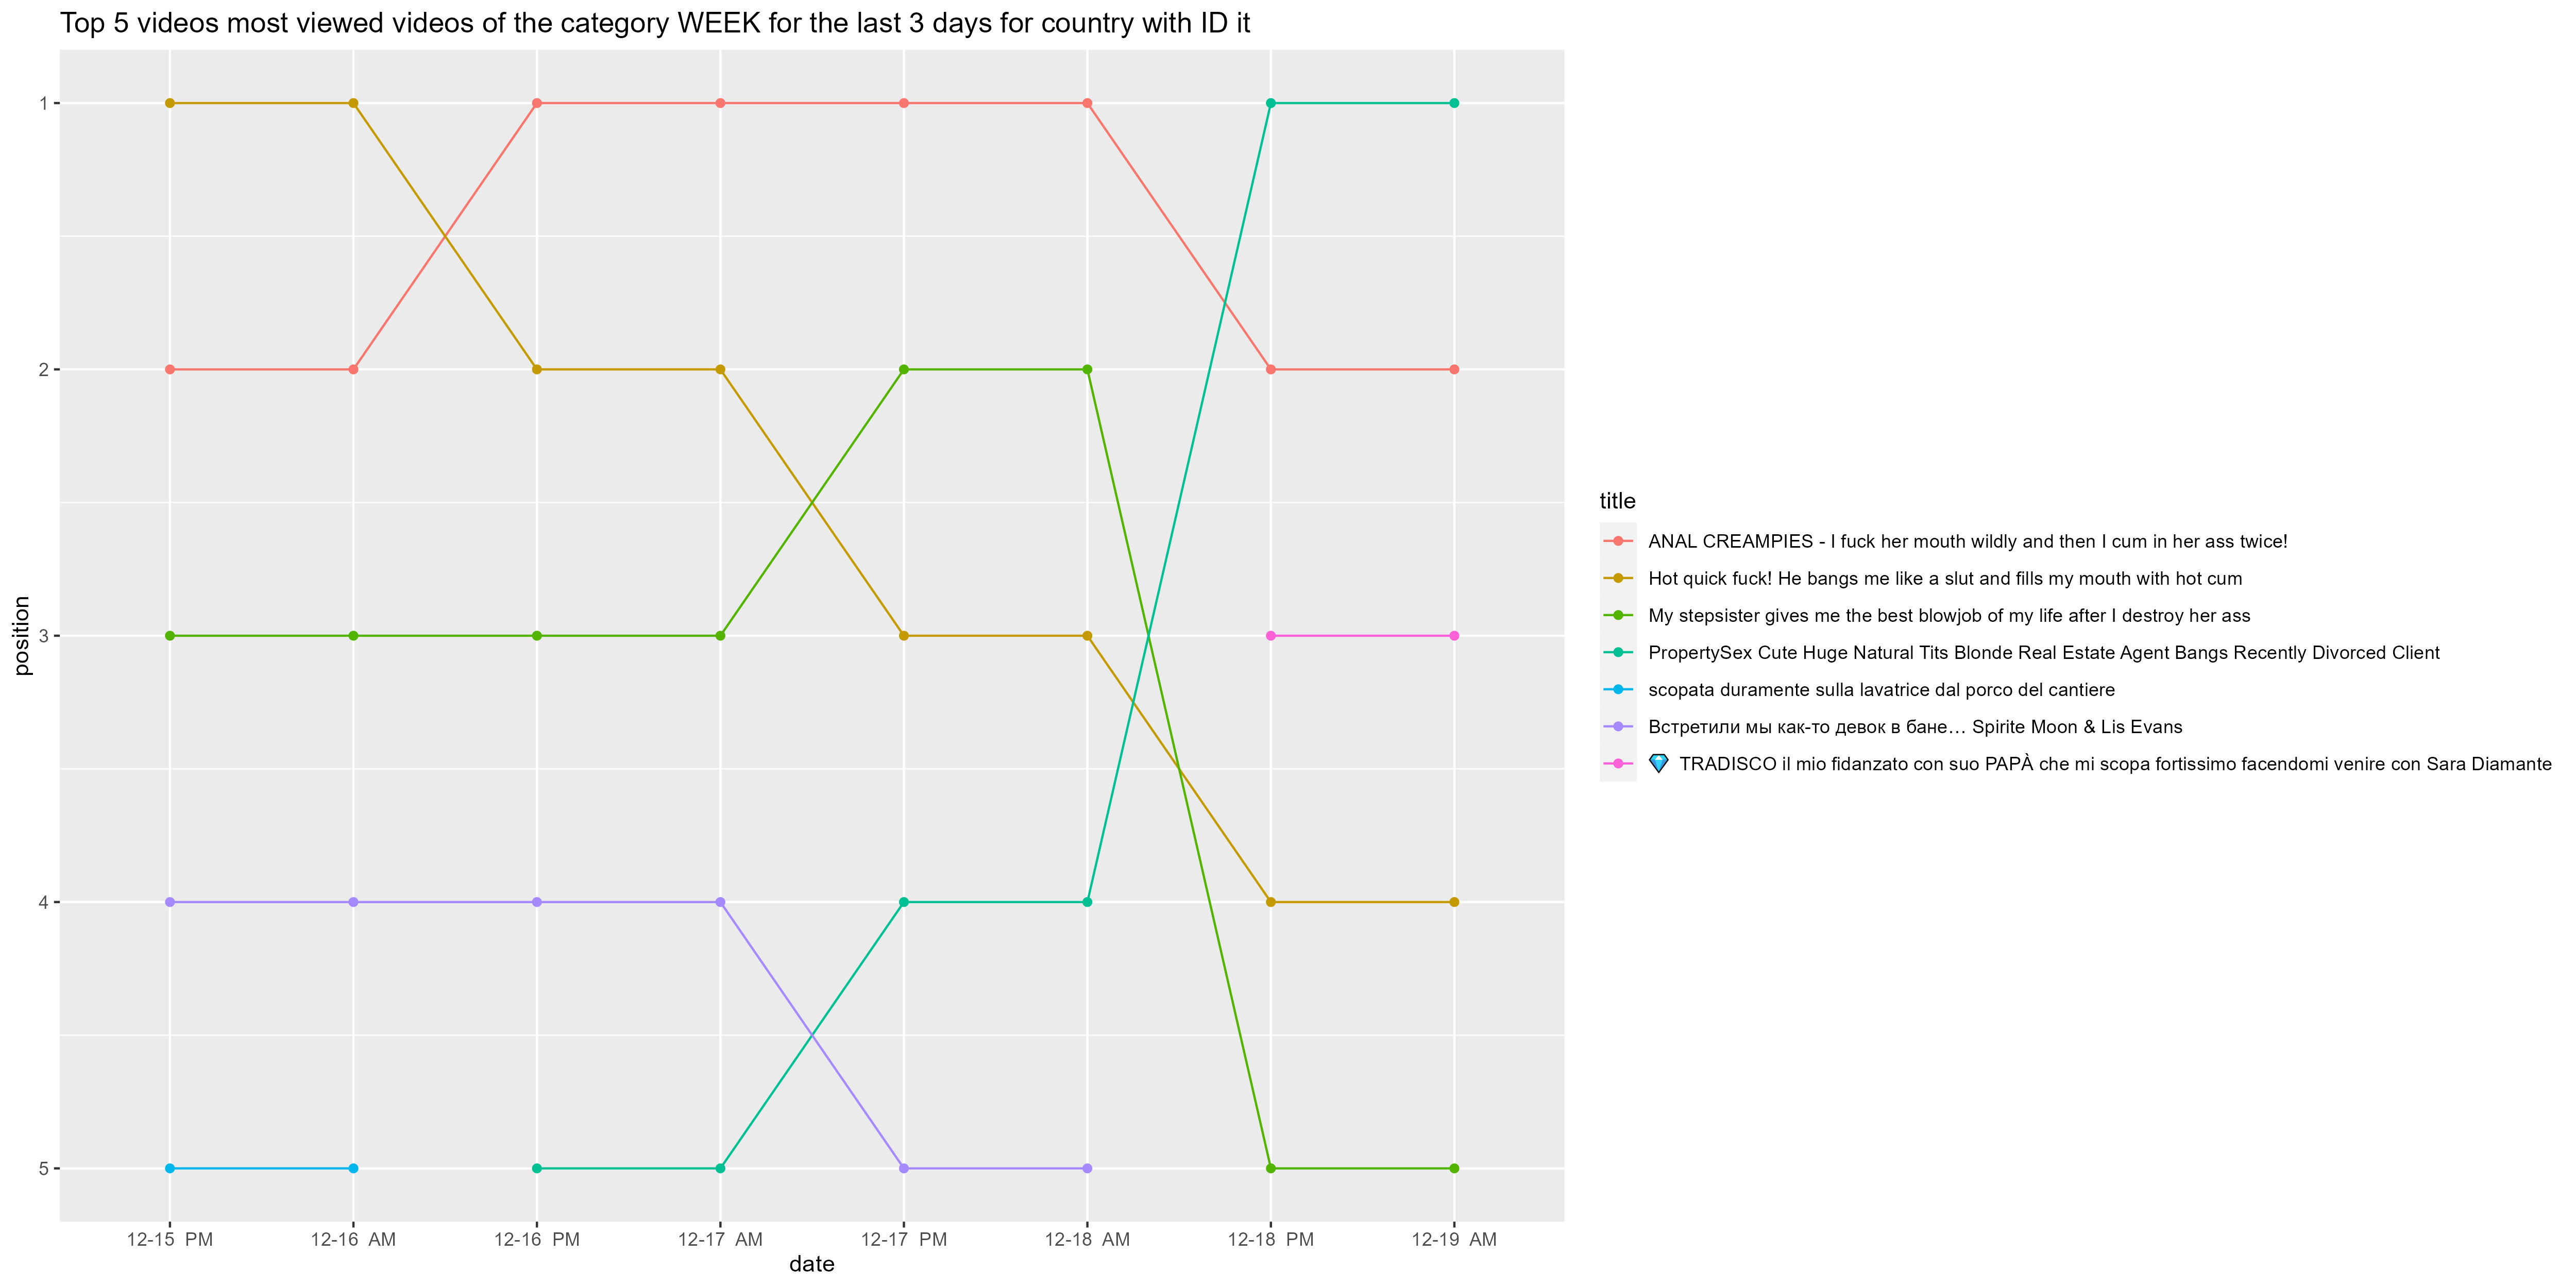 Top 5 videos most viewed videos of the category WEEK for the last 3 days for country with ID it
position
1
2
3
4
5
12-15 PM
12-16 AM
12-16 PM
12-17 AM
12-17 PM
12-18 AM
12-18 PM
12-19 AM
date
title
ANAL CREAMPIES - I fuck her mouth wildly and then I cum in her ass twice!
Hot quick fuck! He bangs me like a slut and fills my mouth with hot cum
My stepsister gives me the best blowjob of my life after I destroy her ass
PropertySex Cute Huge Natural Tits Blonde Real Estate Agent Bangs Recently Divorced Client
scopata duramente sulla lavatrice dal porco del cantiere
Встретили мы как-то девок в бане… Spirite Moon & Lis Evans
💎 TRADISCO il mio fidanzato con suo PAPÀ che mi scopa fortissimo facendomi venire con Sara Diamante